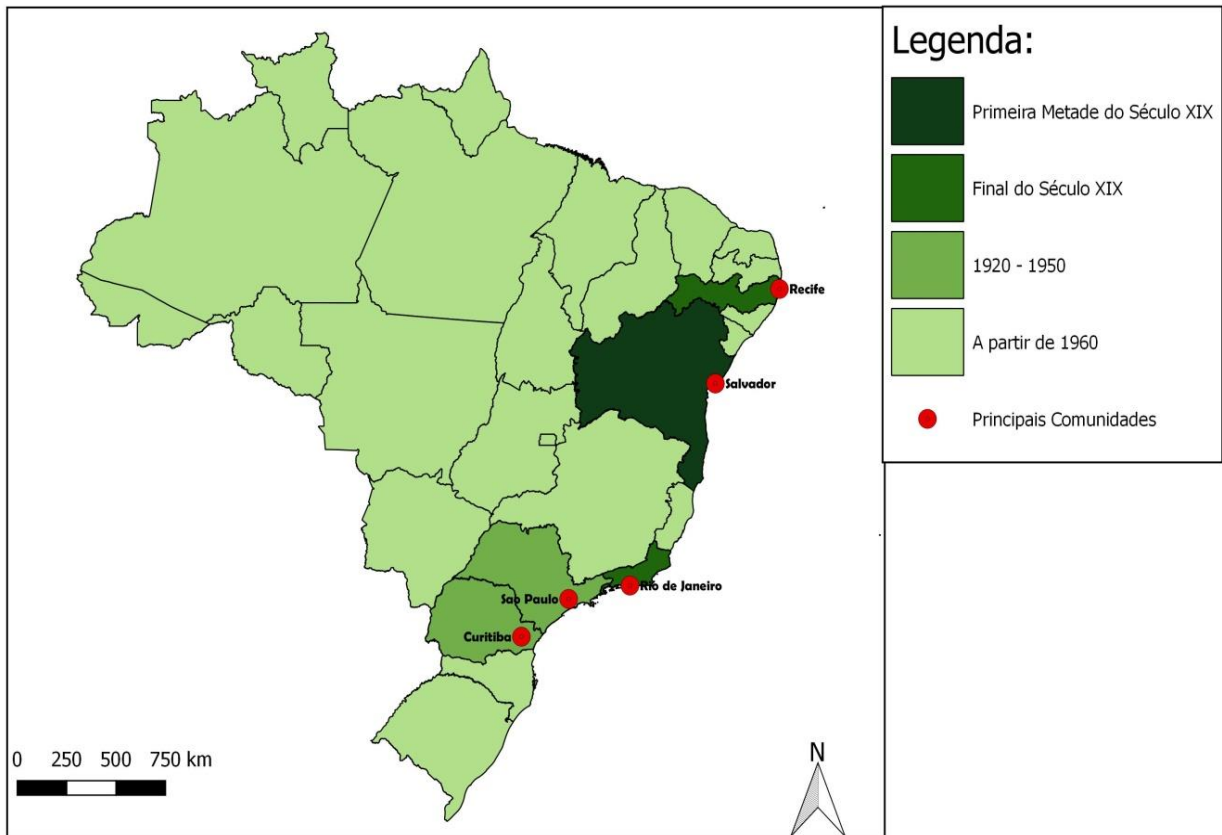 Legenda:
Primeira Metade do Século XIX
Final do Século XIX
1920 - 1950
A partir de 1960
Principais Comunidades
Recife
Salvador
Rio de Janeiro
Sao Paulo
Curitiba
0 250 500 750 km
N